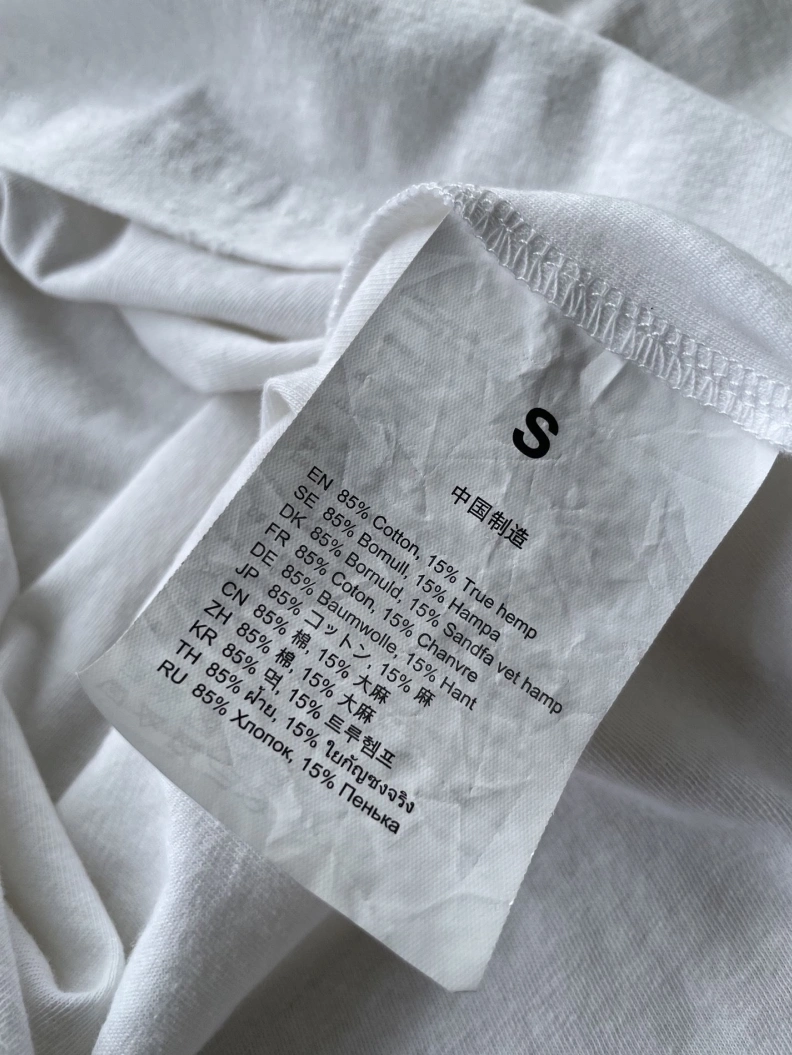 S
中国制造
EN 85% Cotton, 15% True hemp
SE 85% Bomull, 15% Hampa
DK 85% Bornuld, 15% Sandfa vet hamp
FR 85% Coton, 15% Chanvre
DE 85% Baumwolle, 15% Hant
JP 85% コットン, 15% 麻
CN 85% 棉, 15% 大麻
ZH 85% 棉, 15% 大麻
KR 85% 면, 15% 트루헴프
TH 85% ฝ้าย, 15% ใยกัญชงจริง
RU 85% Хлопок, 15% Пенька